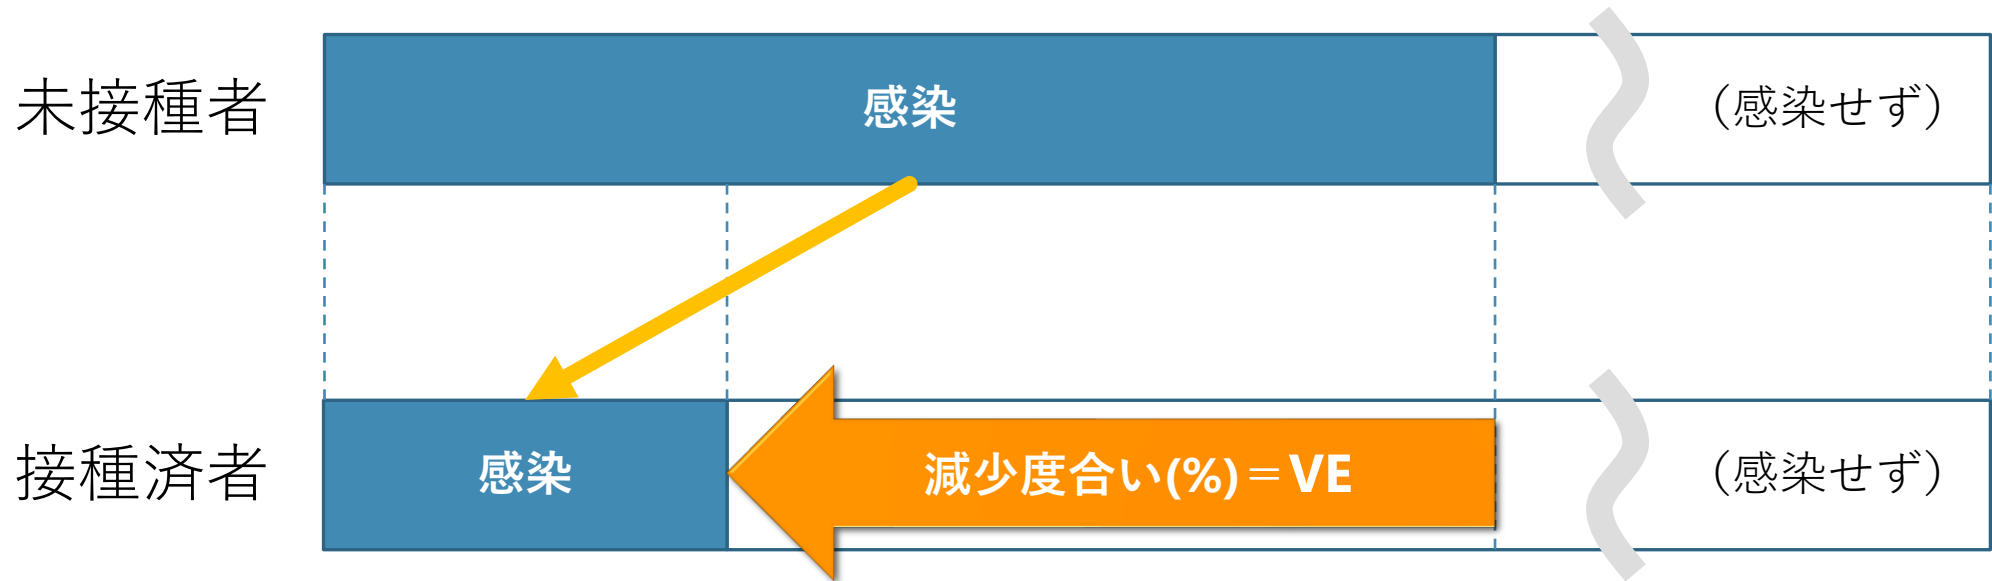 未接種者
感染
（感染せず）
接種済者
感染
減少度合い(%)＝VE
（感染せず）